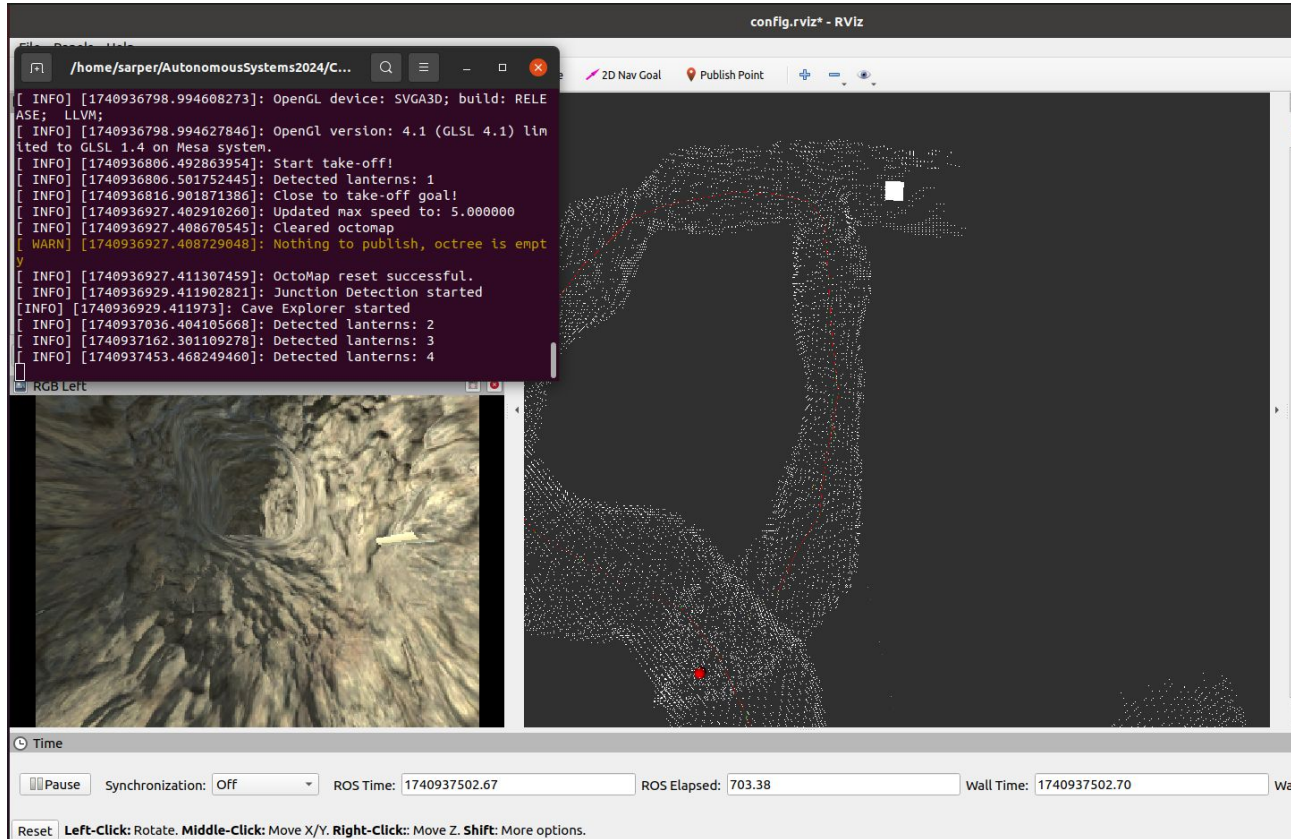 config.rviz* - RViz
File Panels Help
/home/sarper/AutonomousSystems2024/C...
2D Nav Goal
Publish Point
[ INFO] [1740936798.994608273]: OpenGL device: SVGA3D; build: RELE
ASE;  LLVM;
[ INFO] [1740936798.994627846]: OpenGl version: 4.1 (GLSL 4.1) lim
ited to GLSL 1.4 on Mesa system.
[ INFO] [1740936806.492863954]: Start take-off!
[ INFO] [1740936806.501752445]: Detected lanterns: 1
[ INFO] [1740936816.901871386]: Close to take-off goal!
[ INFO] [1740936927.402910260]: Updated max speed to: 5.000000
[ INFO] [1740936927.408670545]: Cleared octomap
[ WARN] [1740936927.408729048]: Nothing to publish, octree is empt
y
[ INFO] [1740936927.411307459]: OctoMap reset successful.
[ INFO] [1740936929.411902821]: Junction Detection started
[INFO] [1740936929.411973]: Cave Explorer started
[ INFO] [1740937036.404105668]: Detected lanterns: 2
[ INFO] [1740937162.301109278]: Detected lanterns: 3
[ INFO] [1740937453.468249460]: Detected lanterns: 4
RGB Left
Time
Pause Synchronization: Off ROS Time: 1740937502.67 ROS Elapsed: 703.38 Wall Time: 1740937502.70 Wa
Reset Left-Click: Rotate. Middle-Click: Move X/Y. Right-Click:: Move Z. Shift: More options.